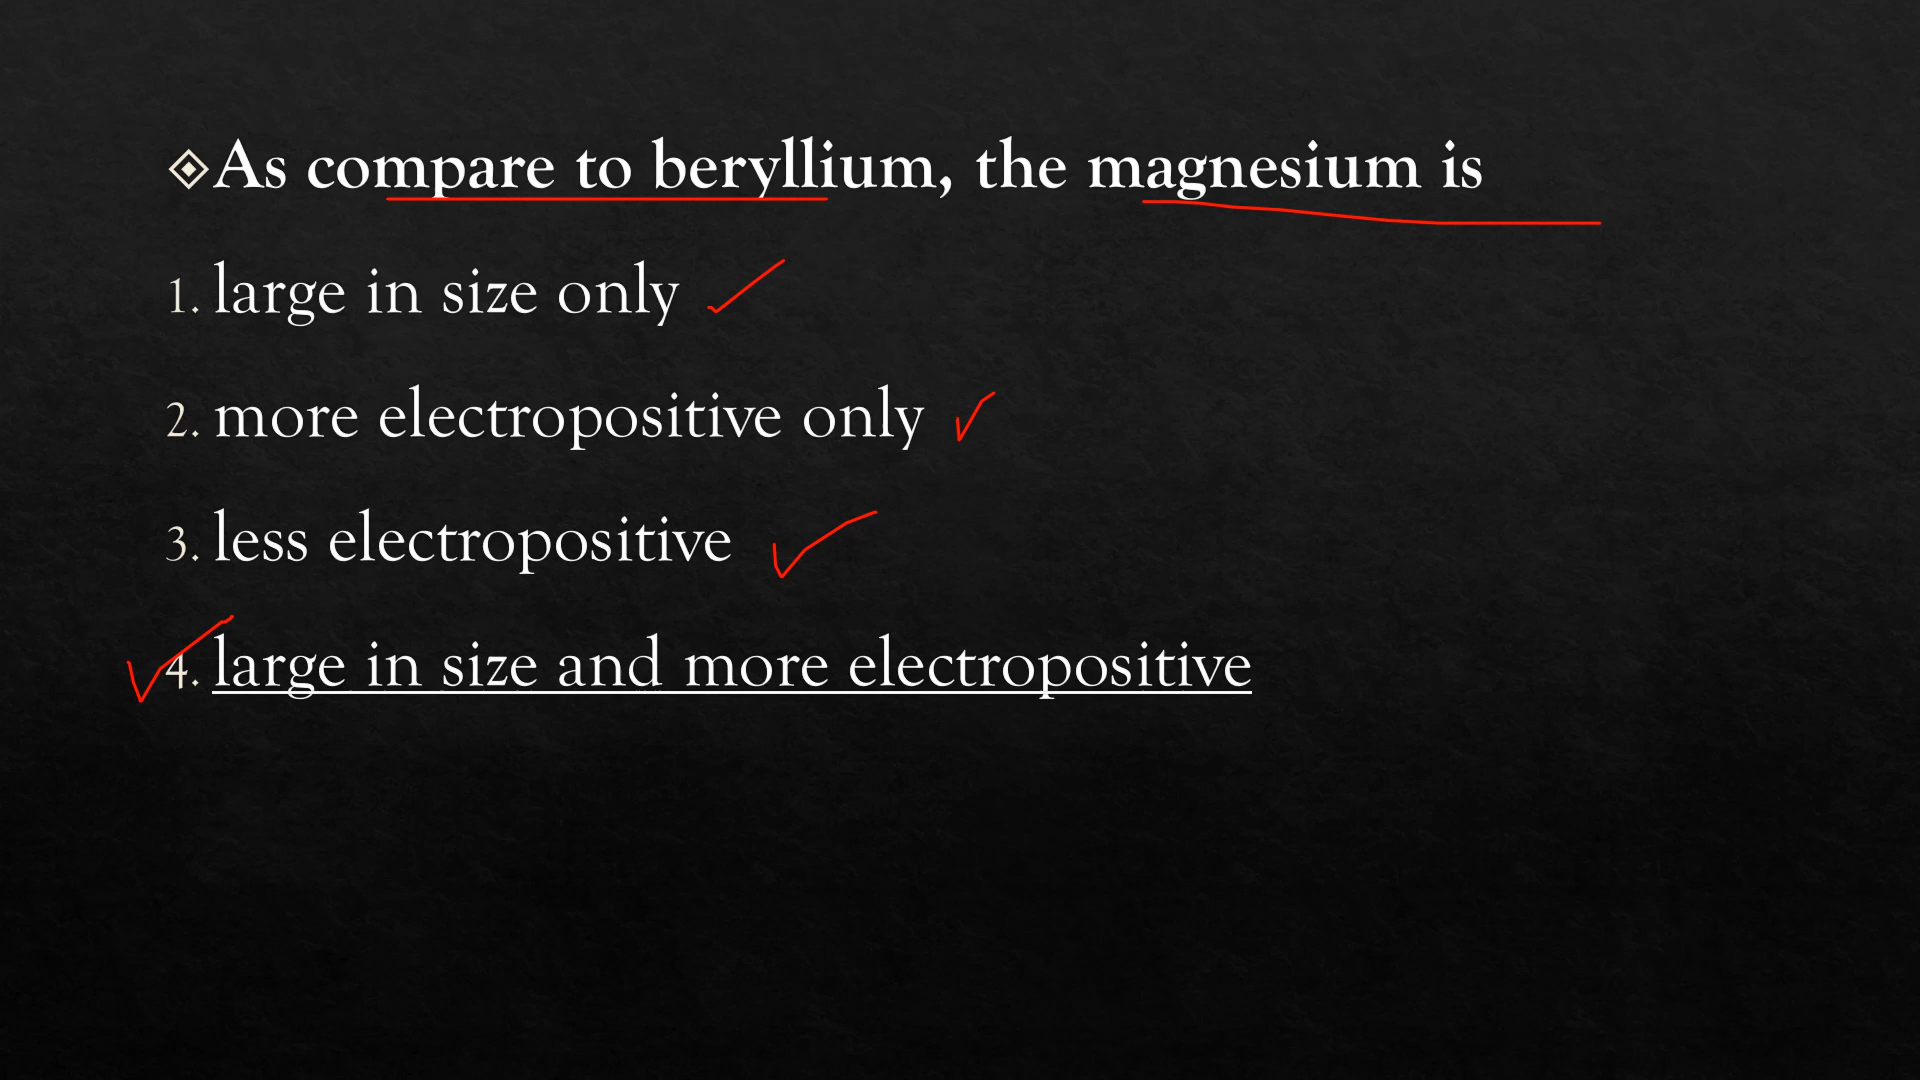 As compare to beryllium, the magnesium is
1. large in size only
2. more electropositive only
3. less electropositive
4. large in size and more electropositive